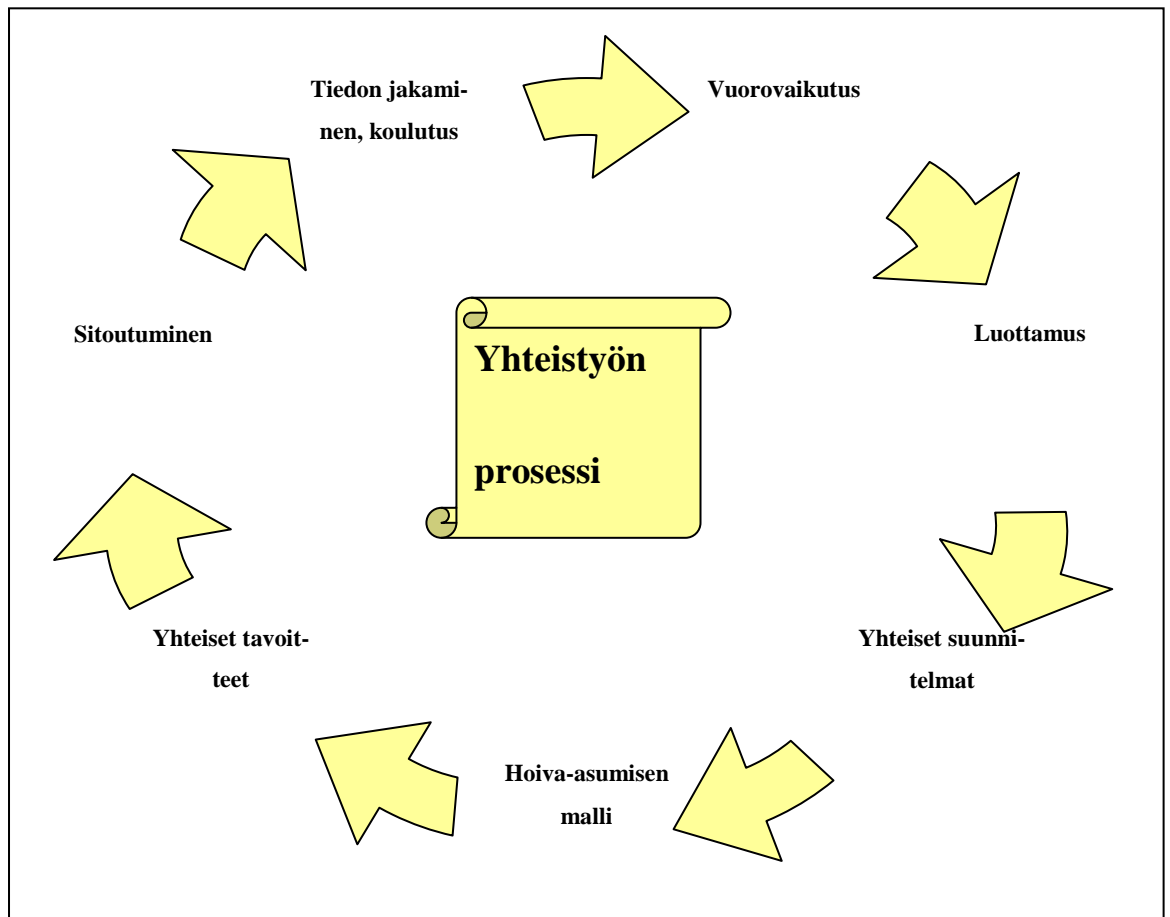 Tiedon jakami-
nen, koulutus
Vuorovaikutus
Luottamus
Yhteiset suunni-
telmat
Hoiva-asumisen
malli
Yhteiset tavoit-
teet
Sitoutuminen
Yhteistyön
prosessi